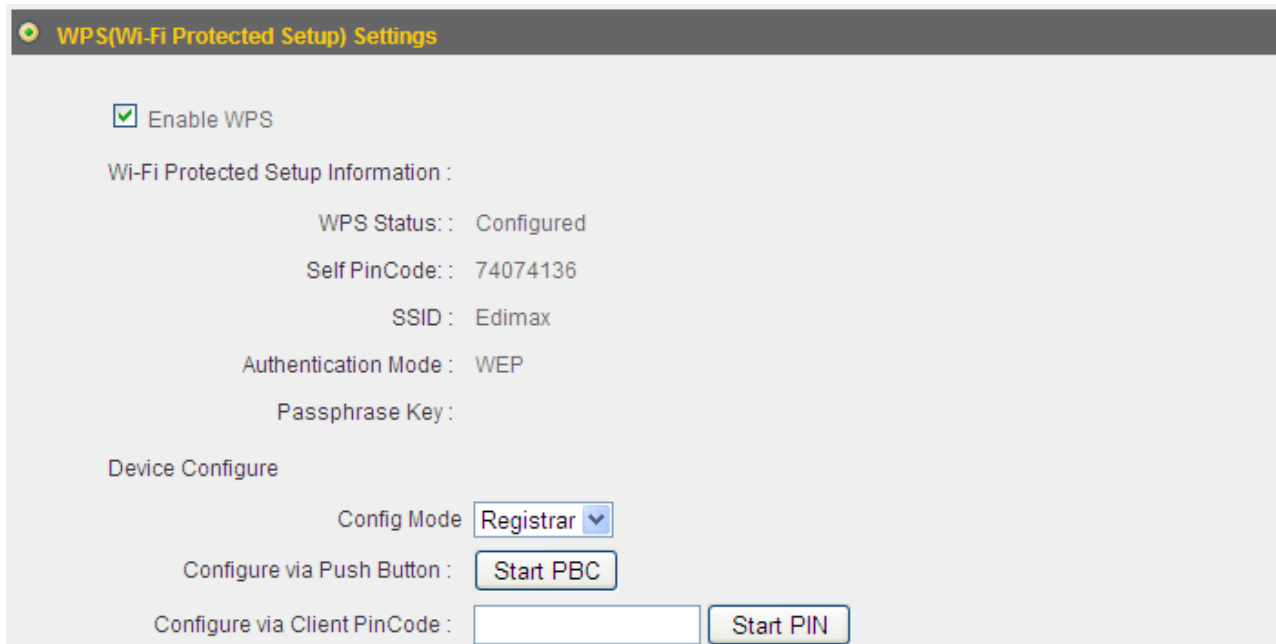 WPS(Wi-Fi Protected Setup) Settings
Enable WPS
Wi-Fi Protected Setup Information :
WPS Status: : Configured
Self PinCode: : 74074136
SSID : Edimax
Authentication Mode : WEP
Passphrase Key :
Device Configure
Config Mode Registrar
Configure via Push Button : Start PBC
Configure via Client PinCode : Start PIN